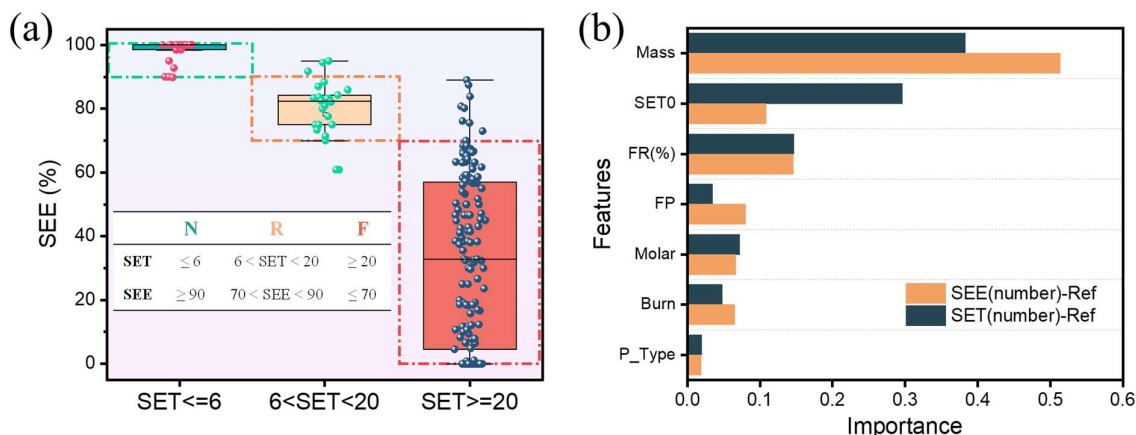 (a)
SEE (%)
100
80
60
40
20
0
N R F
SET ≤ 6 6 < SET < 20 ≥ 20
SEE ≥ 90 70 < SEE < 90 ≤ 70
SET<=6 6<SET<20 SET>=20
(b)
Features
Mass
SET0
FR(%)
FP
Molar
Burn
P_Type
SEE(number)-Ref
SET(number)-Ref
0.0 0.1 0.2 0.3 0.4 0.5 0.6
Importance